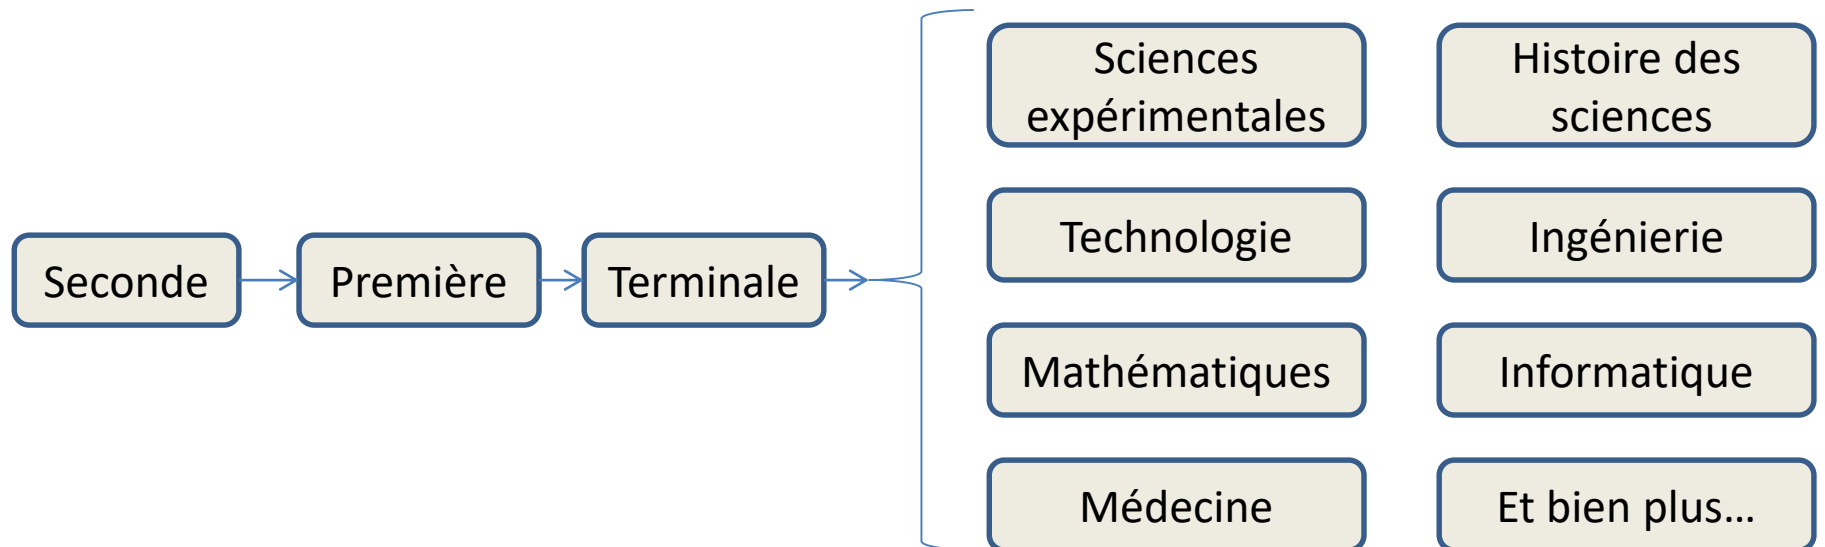 Seconde
Première
Terminale
Sciences
expérimentales
Histoire des
sciences
Technologie
Ingénierie
Mathématiques
Informatique
Médecine
Et bien plus…